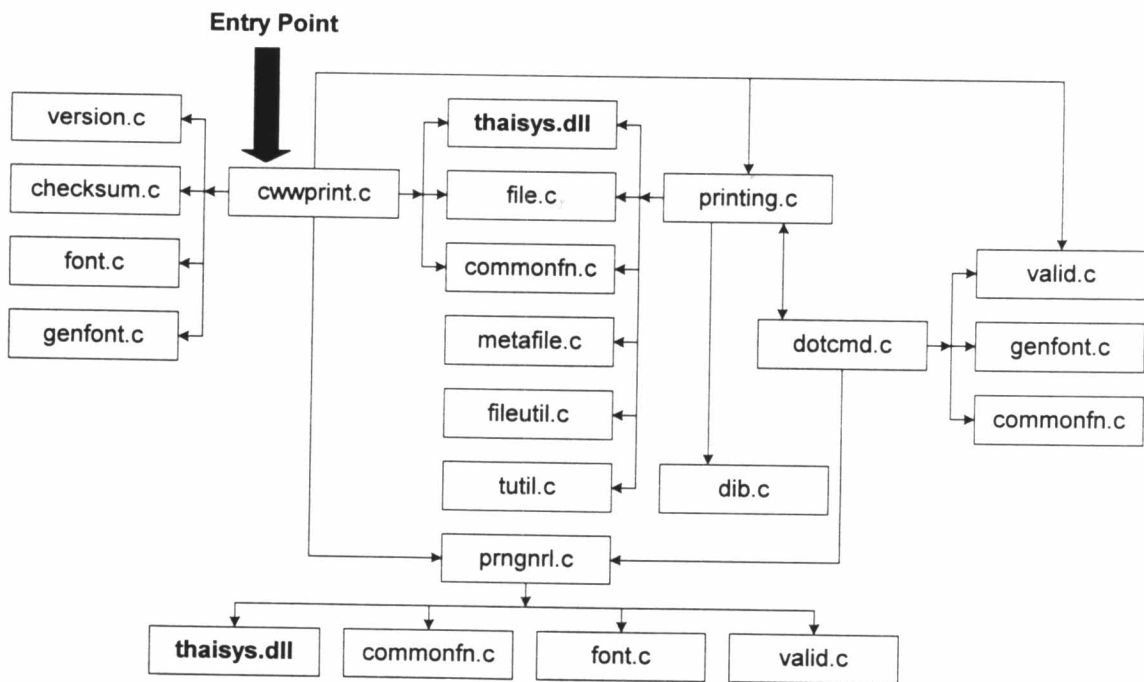 Entry Point
version.c
thaisys.dll
checksum.c
cwwprint.c
file.c
printing.c
font.c
commonfn.c
valid.c
genfont.c
metafile.c
dotcmd.c
genfont.c
fileutil.c
commonfn.c
tutil.c
dib.c
prngnrl.c
thaisys.dll
commonfn.c
font.c
valid.c